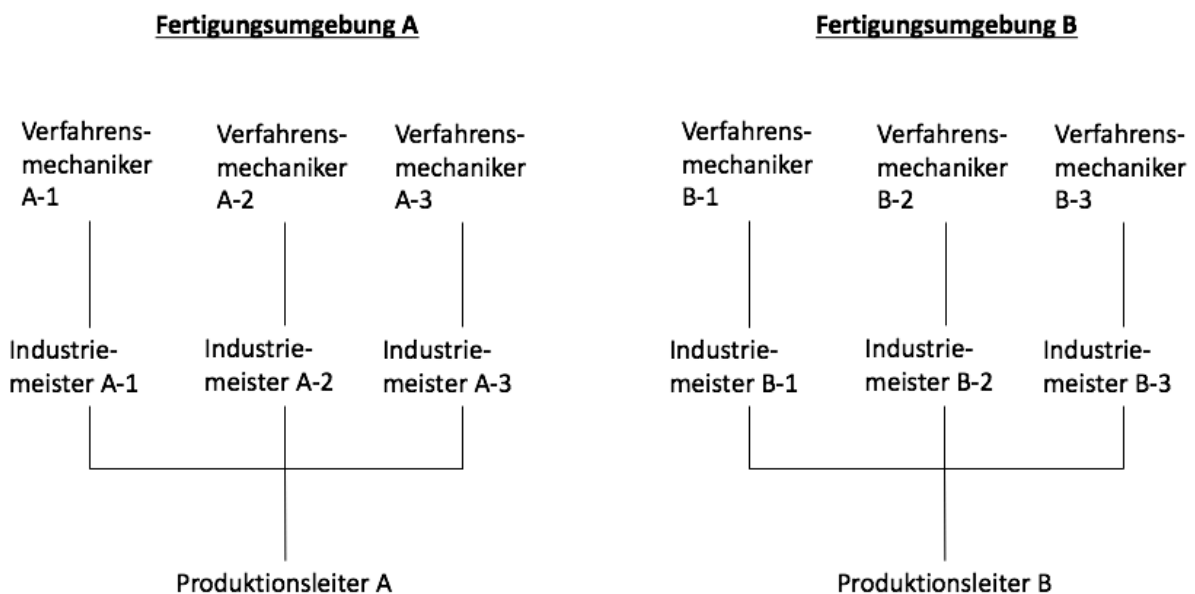 Fertigungsumgebung A
Fertigungsumgebung B
Verfahrens-
mechaniker
A-1
Verfahrens-
mechaniker
A-2
Verfahrens-
mechaniker
A-3
Verfahrens-
mechaniker
B-1
Verfahrens-
mechaniker
B-2
Verfahrens-
mechaniker
B-3
Industrie-
meister A-1
Industrie-
meister A-2
Industrie-
meister A-3
Industrie-
meister B-1
Industrie-
meister B-2
Industrie-
meister B-3
Produktionsleiter A
Produktionsleiter B